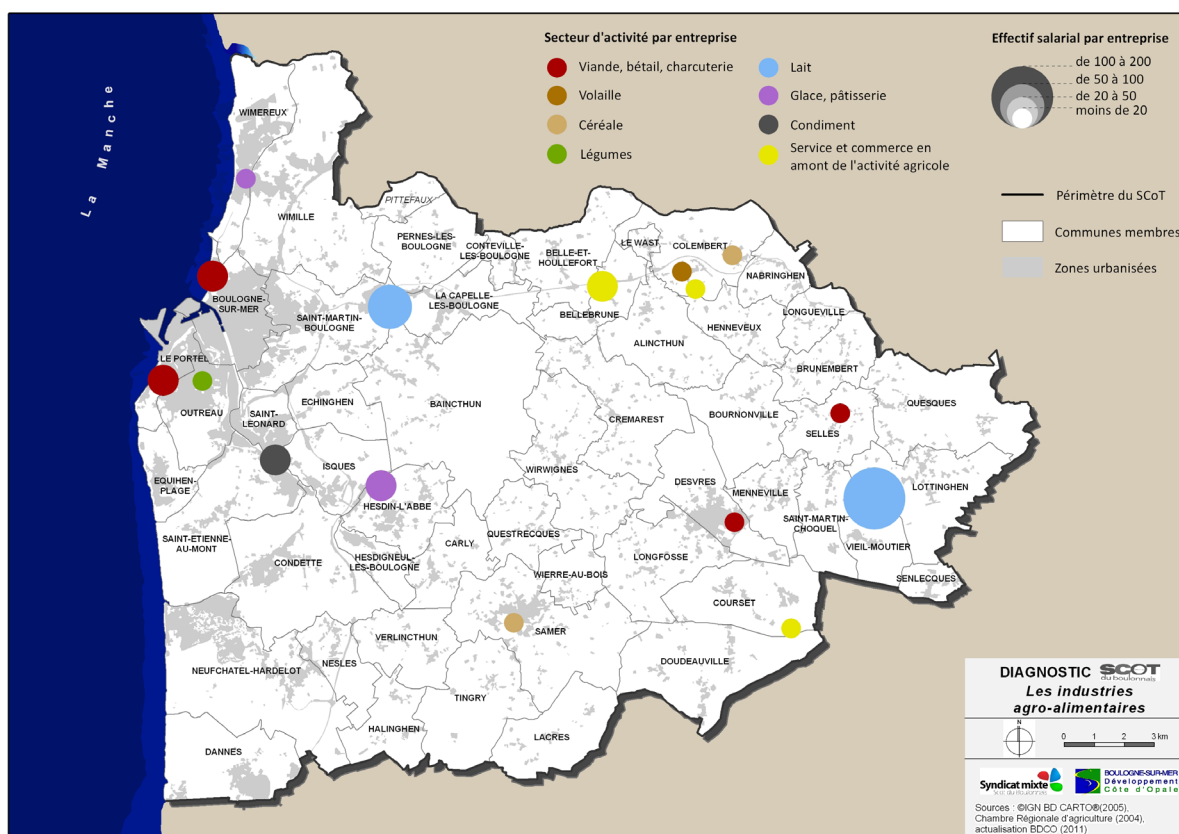 Secteur d'activité par entreprise
Viande, bétail, charcuterie
Volaille
Céréale
Légumes
Lait
Glace, pâtisserie
Condiment
Service et commerce en
amont de l'activité agricole
Effectif salarial par entreprise
de 100 à 200
de 50 à 100
de 20 à 50
moins de 20
Périmètre du SCoT
Communes membres
Zones urbanisées
La Manche
WIMEREUX
WIMILLE
PITTEFAUX
PERNES-LES-
BOULOGNE
CONTEVILLE-
LES-BOULOGNE
BELLE-ET-
HOULLEFORT
LE WAST
COLEMBERT
NABRINGHEN
BOULOGNE-
SUR-MER
SAINT-MARTIN-
BOULOGNE
LA CAPELLE-
LES-BOULOGNE
BELLEBRUNE
LONGUEVILLE
HENNEVEUX
ALINCTHUN
LE PORTEL
BRUNEMBERT
OUTREAU
SAINT-
LÉONARD
ECHINGHEN
BAINCTHUN
CREMAREST
BOURNONVILLE
SELLES
QUESQUES
EQUIHEN-
PLAGE
ISQUES
HESDIN-L'ABBE
WIRWIGNES
DESVRES
MENNEVILLE
LOTTINGHEN
SAINT-MARTIN-
CHOQUEL
VIEIL-MOUTIER
SAINT-ETIENNE-
AU-MONT
CONDETTE
HESDIGNEUL-
LES-BOULOGNE
CARLY
QUESTRECQUES
LONGFOSSE
WIERRE-AU-BOIS
SENLECQUES
COURSET
SAMER
VERLINCTHUN
NESLES
NEUFCHATEL-HARDELOT
DOUDEAUVILLE
TINGRY
HALINGHEN
LACRES
DANNES
DIAGNOSTIC SCOT
du boulonnais
Les industries
agro-alimentaires
N
0 1 2 3 km
Syndicat mixte
BOULOGNE-SUR-MER
Développement
Côte d'Opale
Sources : ©IGN BD CARTO®(2005),
Chambre Régionale d'agriculture (2004),
actualisation BDCO (2011)